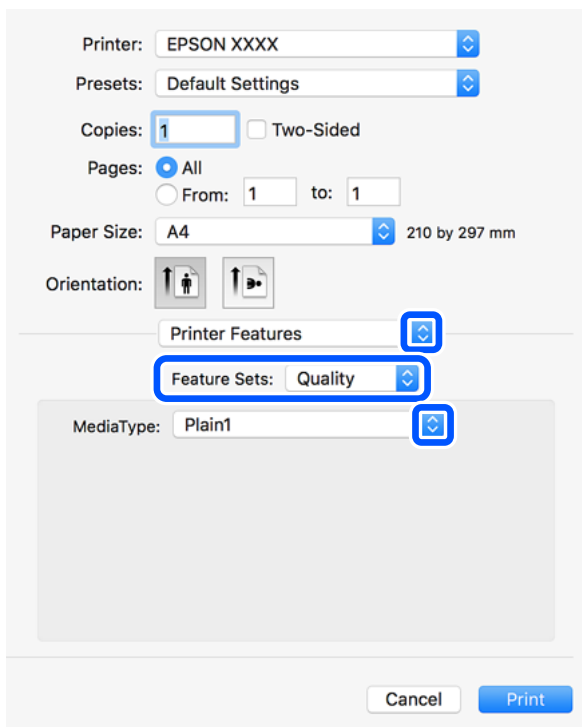 Printer: EPSON XXXX
Presets: Default Settings
Copies: 1 Two-Sided
Pages: All
From: 1 to: 1
Paper Size: A4 210 by 297 mm
Orientation:
Printer Features
Feature Sets: Quality
MediaType: Plain1
Cancel Print